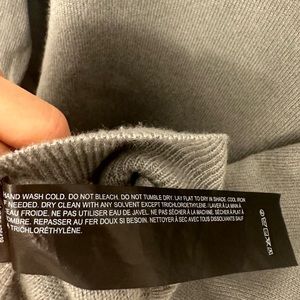 HAND WASH COLD. DO NOT BLEACH. DO NOT TUMBLE DRY. LAY FLAT TO DRY IN SHADE. COOL IRON
IF NEEDED. DRY CLEAN WITH ANY SOLVENT EXCEPT TRICHLOROETHYLENE. / LAVER À LA MAIN À
L'EAU FROIDE. NE PAS UTILISER EAU DE JAVEL. NE PAS SÉCHER À LA MACHINE. SÉCHER À PLAT À
L'OMBRE. REPASSER AU FER DOUX SI BESOIN. NETTOYER À SEC AVEC TOUS DISSOLVANTS SAUF
TRICHLORÉTHYLÈNE.